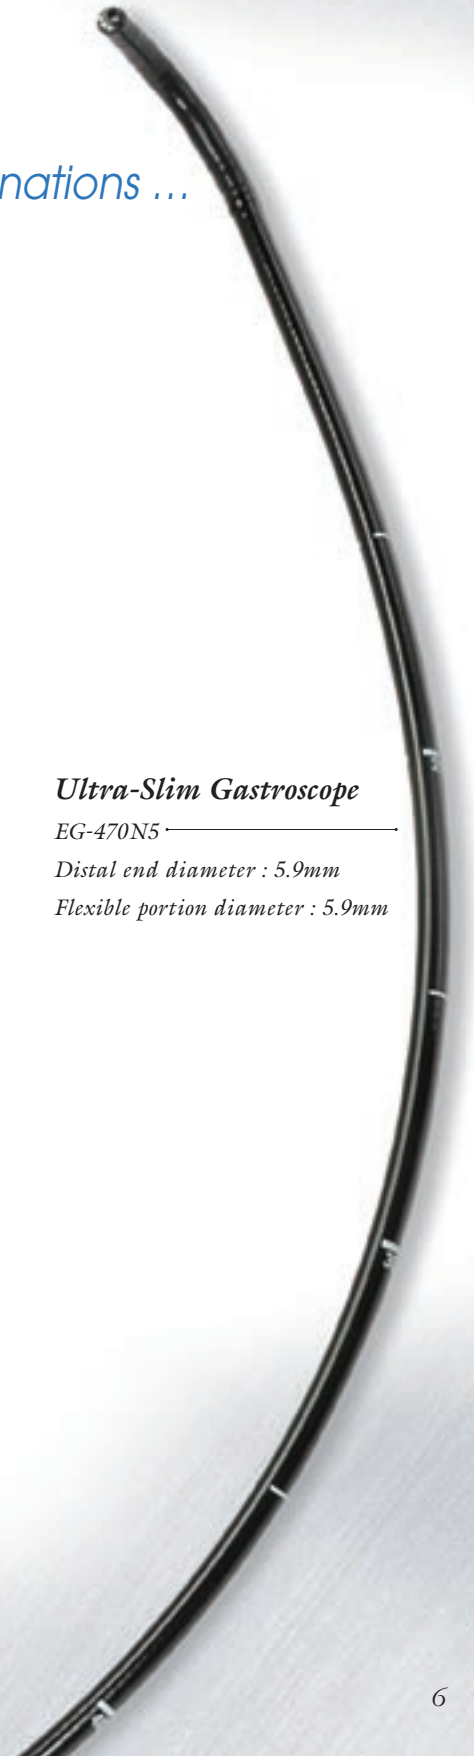 nations ...
Ultra-Slim Gastroscope
EG-470N5
Distal end diameter : 5.9mm
Flexible portion diameter : 5.9mm
6